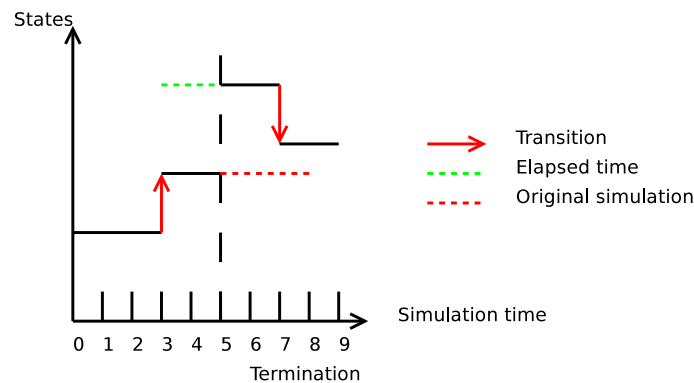 States
Transition
Elapsed time
Original simulation
Simulation time
0 1 2 3 4 5 6 7 8 9
Termination